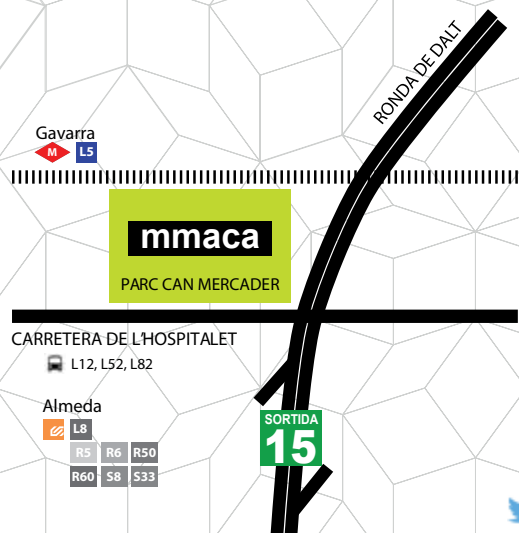 RONDA DE DALT
Gavarra
M L5
mmaca
PARC CAN MERCADER
CARRETERA DE L'HOSPITALET
L12, L52, L82
Almeda
L8
R5 R6 R50
R60 S8 S33
SORTIDA
15